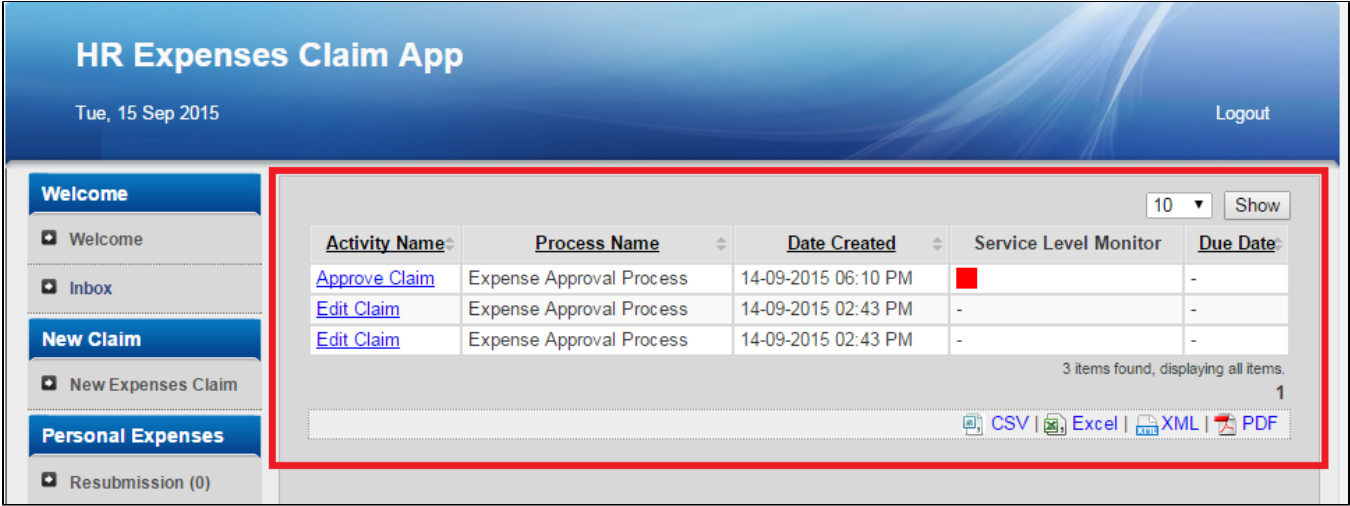 HR Expenses Claim App
Tue, 15 Sep 2015
Logout
Welcome
Welcome
Inbox
New Claim
New Expenses Claim
Personal Expenses
Resubmission (0)
10 Show
Activity Name Process Name Date Created Service Level Monitor Due Date
Approve Claim Expense Approval Process 14-09-2015 06:10 PM -
Edit Claim Expense Approval Process 14-09-2015 02:43 PM - -
Edit Claim Expense Approval Process 14-09-2015 02:43 PM - -
3 items found, displaying all items.
1
CSV | Excel | XML | PDF